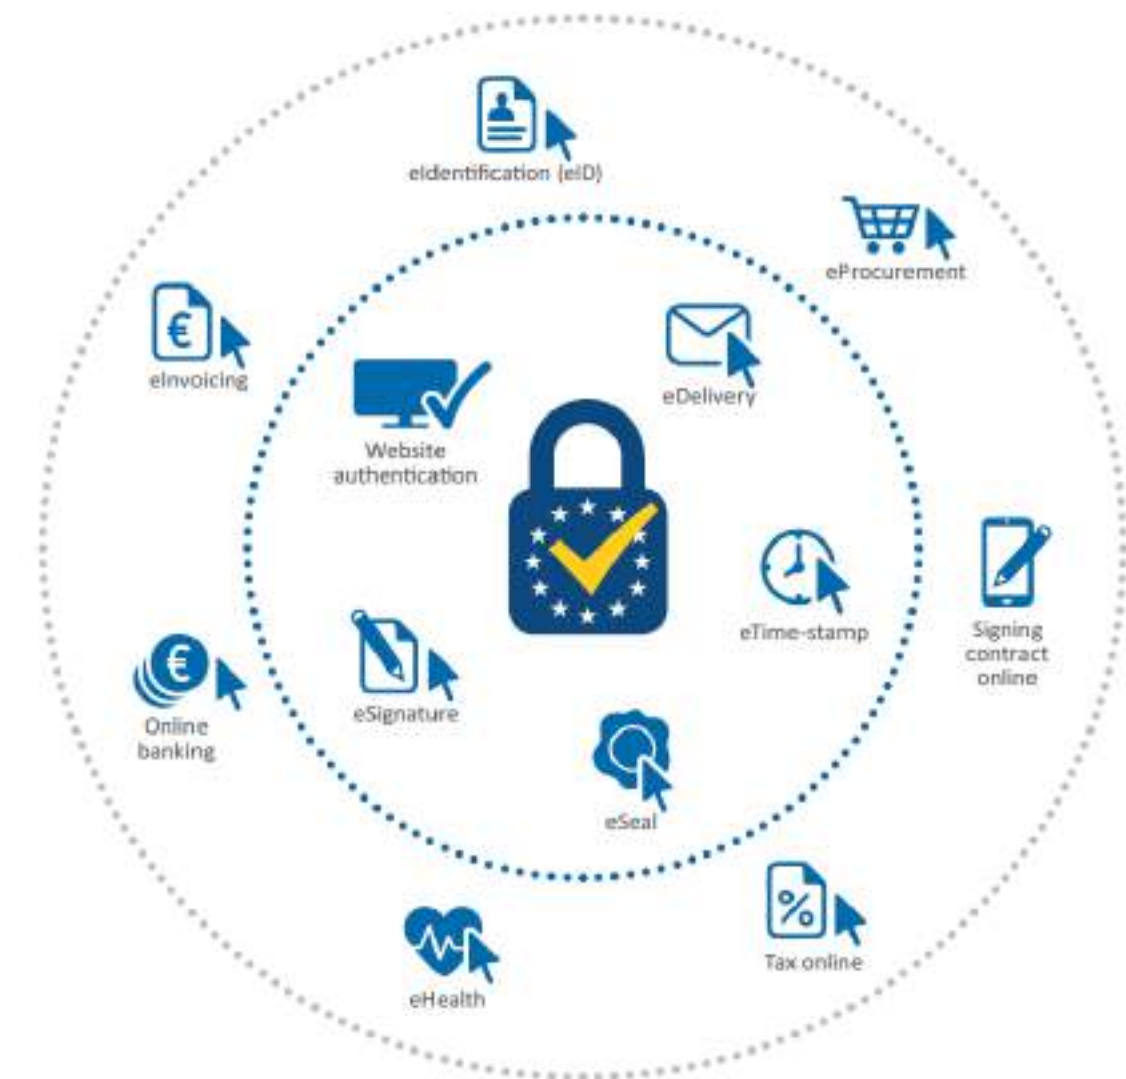 eIdentification (eID)
eProcurement
eInvoicing
eDelivery
Website
authentication
eTime-stamp
Signing
contract
online
eSignature
Online
banking
eSeal
Tax online
eHealth
€
€
%